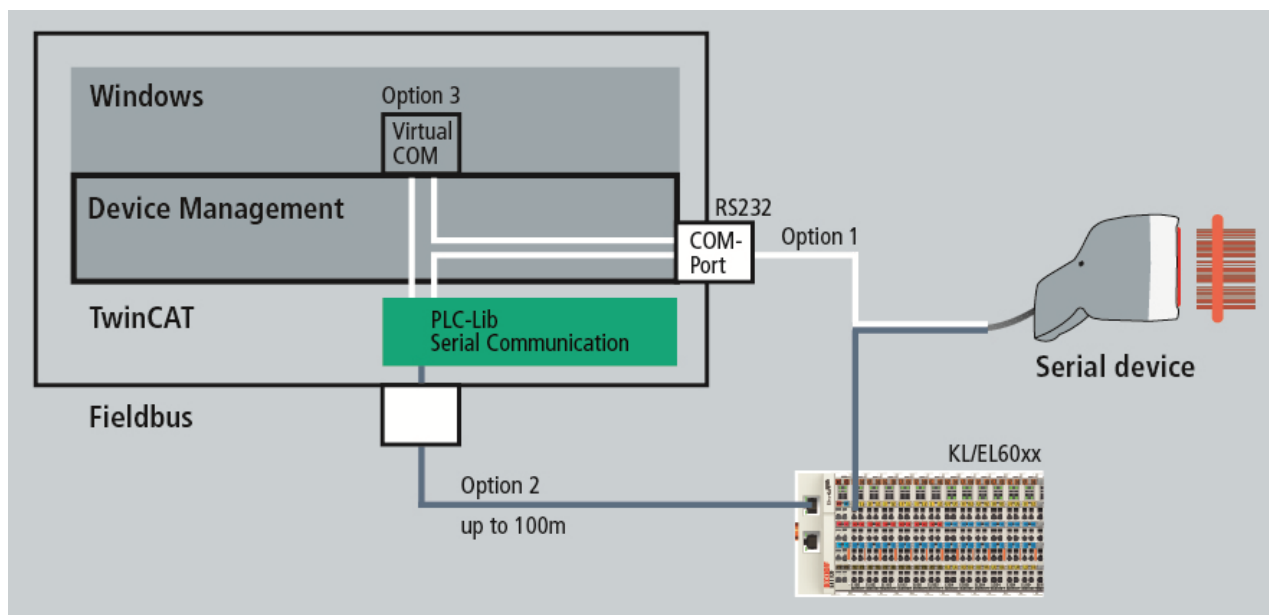 Windows
Option 3
Virtual
COM
Device Management
RS232
COM-
Port
Option 1
TwinCAT
PLC-Lib
Serial Communication
Serial device
Fieldbus
KL/EL60xx
Option 2
up to 100m